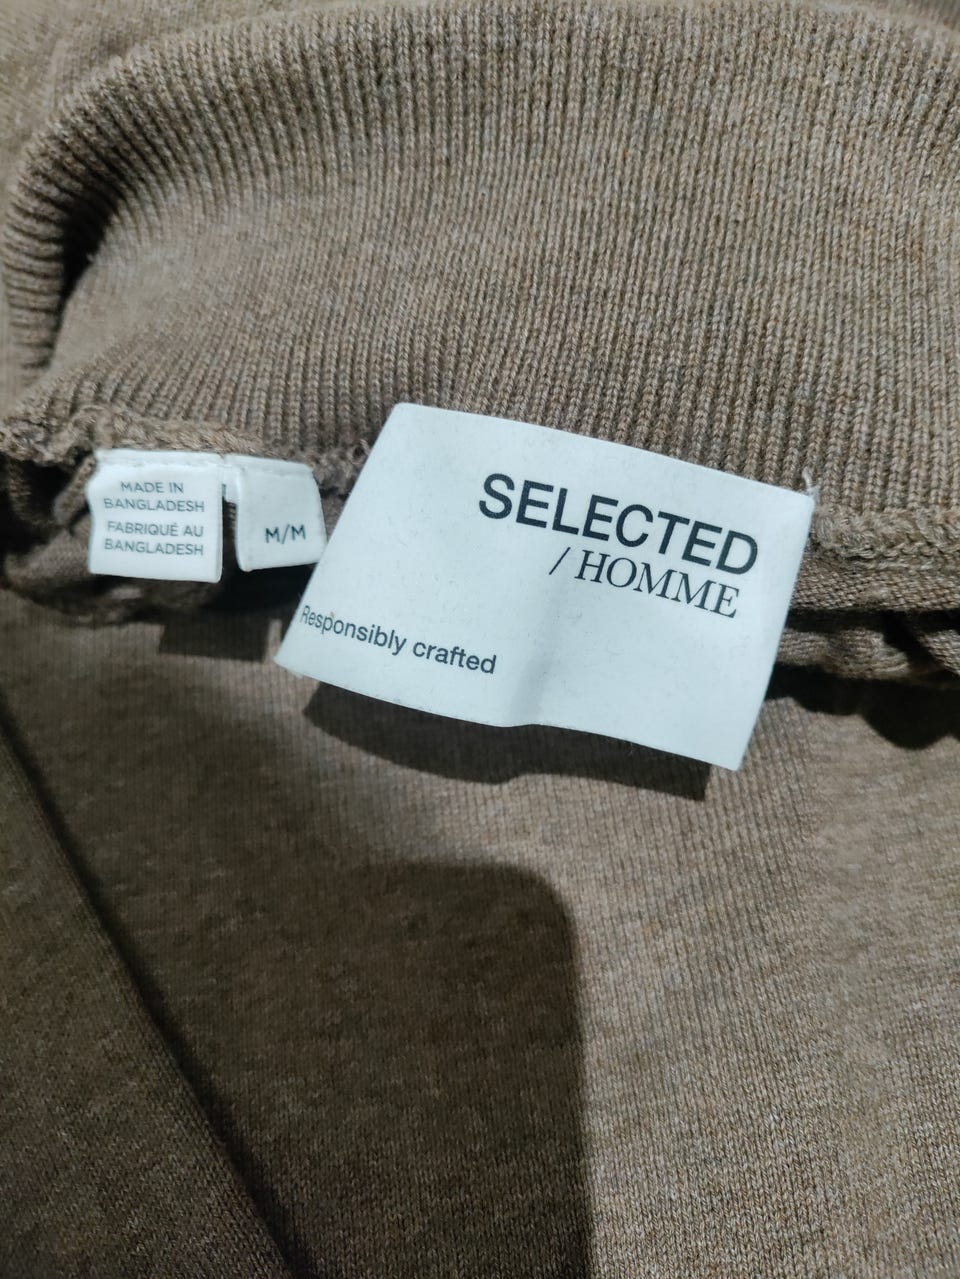 MADE IN
BANGLADESH
FABRIQUÉ AU
BANGLADESH
M/M
SELECTED
/ HOMME
Responsibly crafted